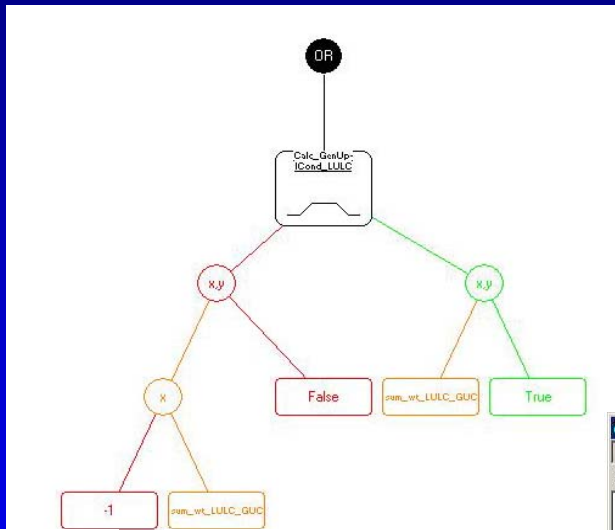 OR
Calc_GenUp-
lCond_LULC
x,y
x,y
False
sum_wt_LULC_GUC
True
x
-1
sum_wt_LULC_GUC